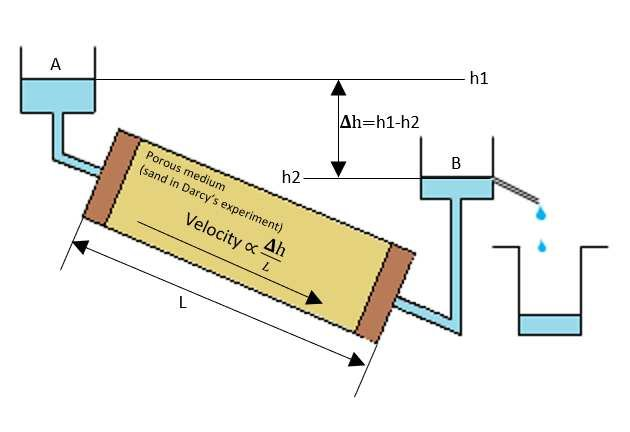 A
h1
Δh=h1-h2
B
h2
Porous medium
(sand in Darcy's experiment)
Velocity ∝ Δh/L
L